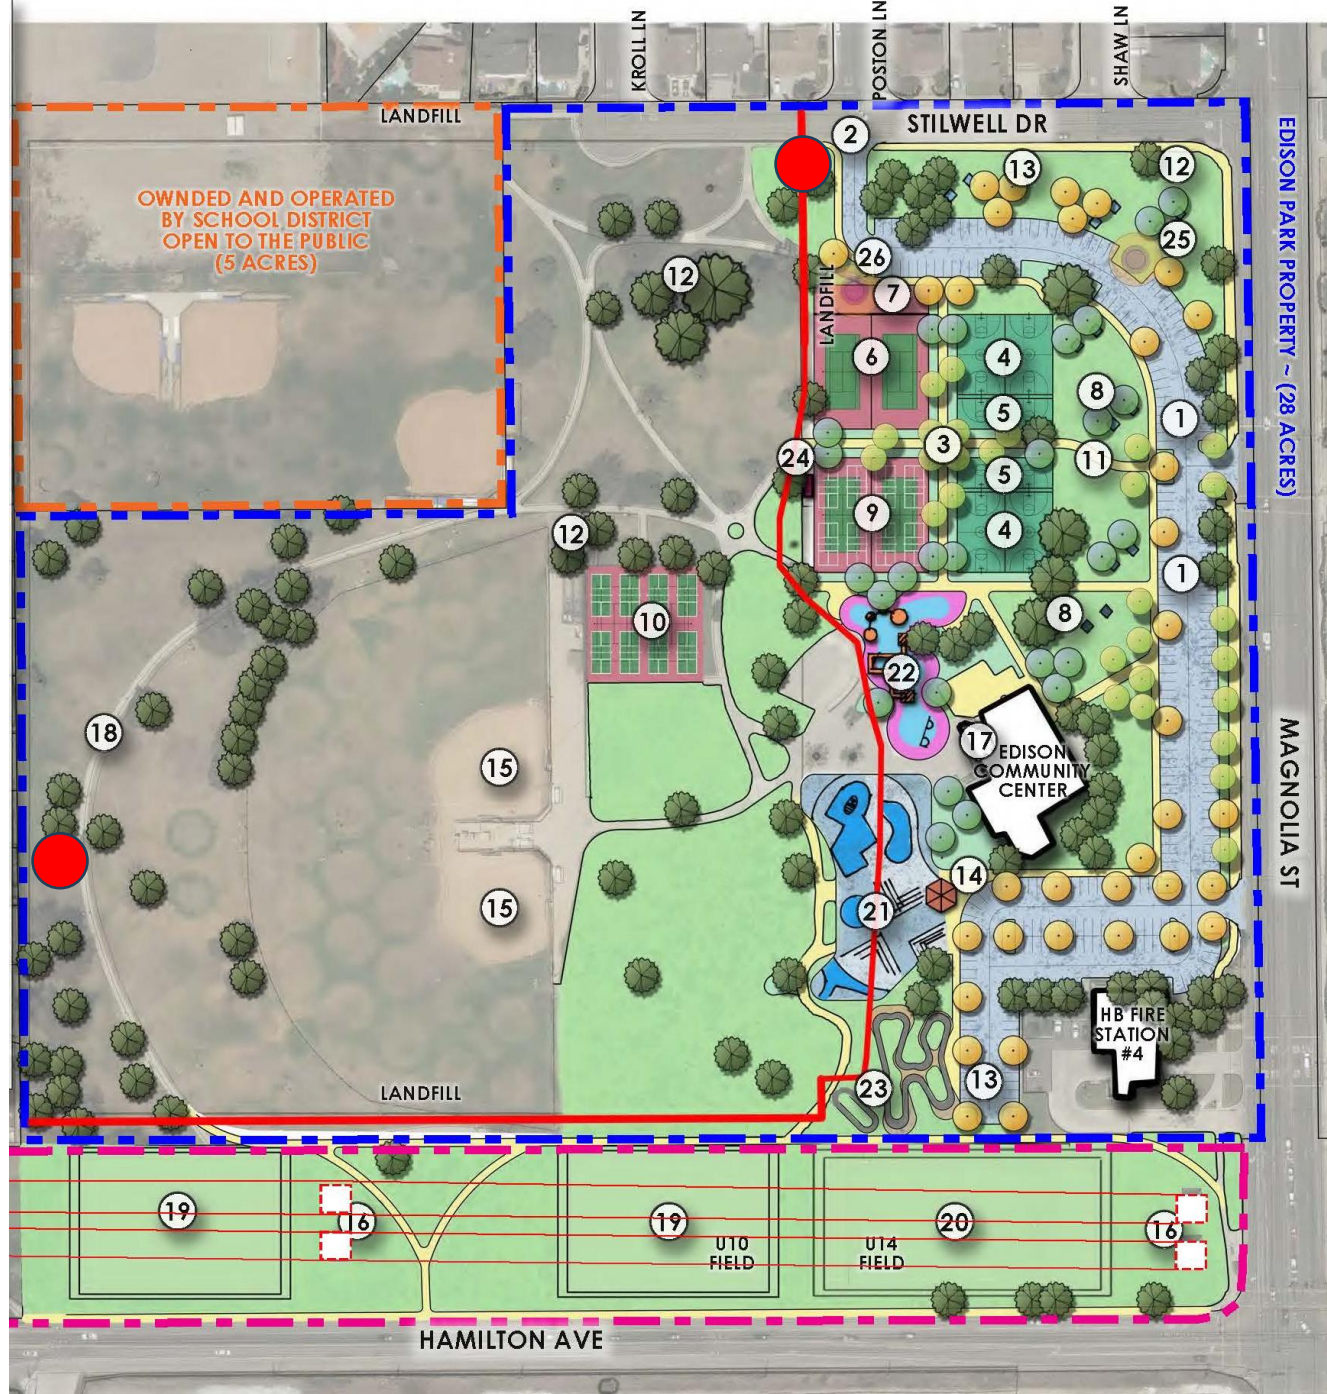 KROLL LN
POSTON LN
SHAW LN
LANDFILL
STILWELL DR
2
13
12
OWNDED AND OPERATED
BY SCHOOL DISTRICT
OPEN TO THE PUBLIC
(5 ACRES)
EDISON PARK PROPERTY ~ (28 ACRES)
25
26
12
7
LANDFILL
6
4
8
5
1
3
24
11
5
9
4
12
1
8
10
22
18
17
EDISON
COMMUNITY
CENTER
15
MAGNOLIA ST
14
15
21
HB FIRE
STATION
#4
13
23
LANDFILL
19
16
19
20
16
U10
FIELD
U14
FIELD
HAMILTON AVE